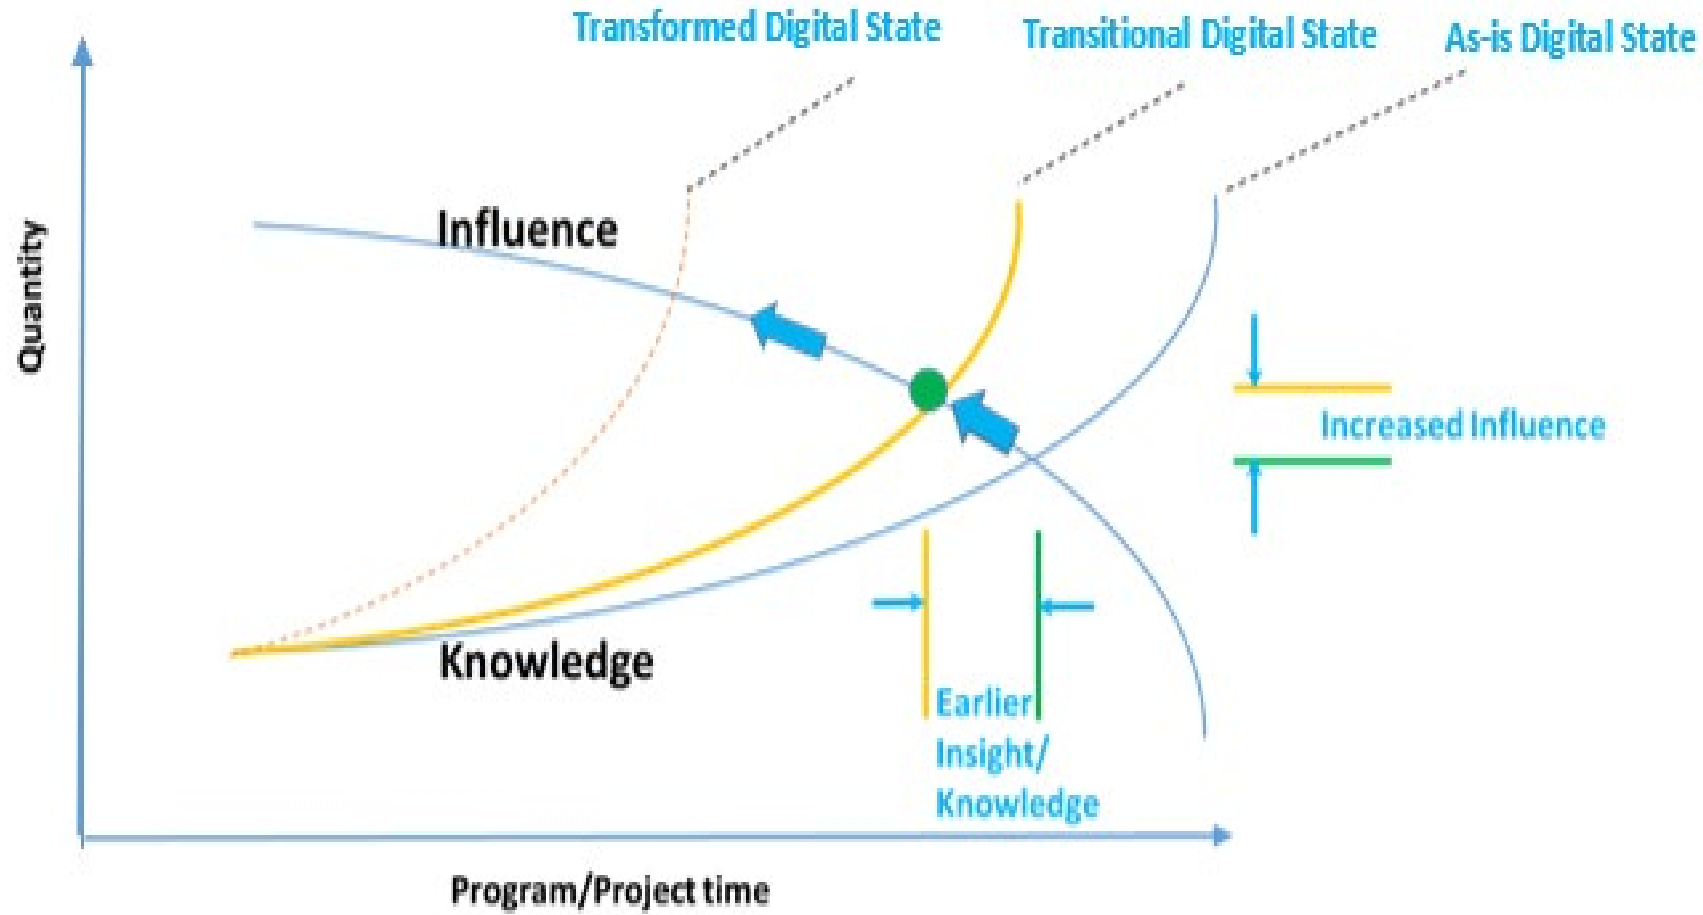 Transformed Digital State
Transitional Digital State
As-is Digital State
Influence
Quantity
Increased Influence
Knowledge
Earlier
Insight/
Knowledge
Program/Project time